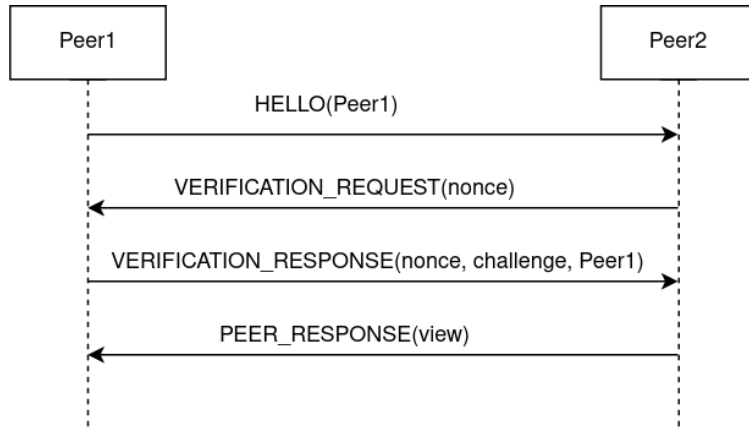 Peer1
Peer2
HELLO(Peer1)
VERIFICATION_REQUEST(nonce)
VERIFICATION_RESPONSE(nonce, challenge, Peer1)
PEER_RESPONSE(view)